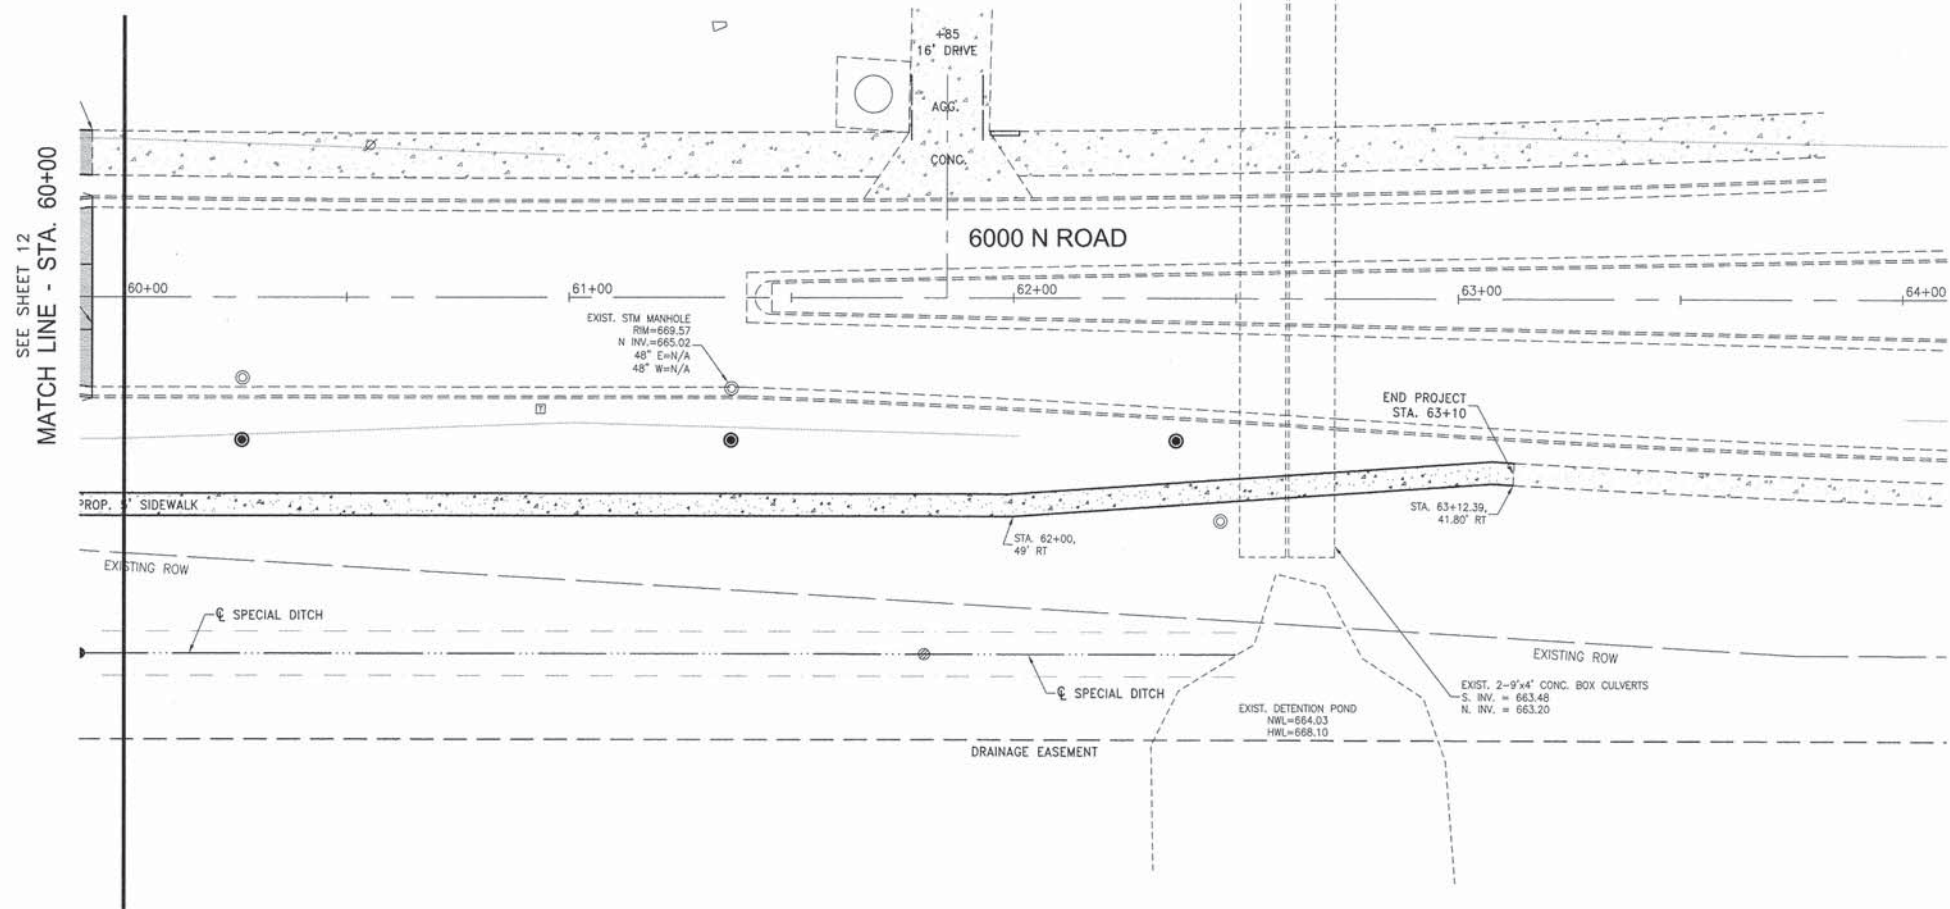 +85
16' DRIVE
AGG.
CONC.
SEE SHEET 12
MATCH LINE - STA. 60+00
6000 N ROAD
60+00
61+00
62+00
63+00
64+00
EXIST. STM MANHOLE
RIM=669.57
N INV.=665.02
48" E=N/A
48" W=N/A
T
END PROJECT
STA. 63+10
PROP. 5' SIDEWALK
STA. 63+12.39,
41.80' RT
STA. 62+00,
49' RT
EXISTING ROW
℄ SPECIAL DITCH
EXISTING ROW
℄ SPECIAL DITCH
EXIST. 2-9'x4' CONC. BOX CULVERTS
S. INV. = 663.48
N. INV. = 663.20
EXIST. DETENTION POND
NWL=664.03
HWL=668.10
DRAINAGE EASEMENT